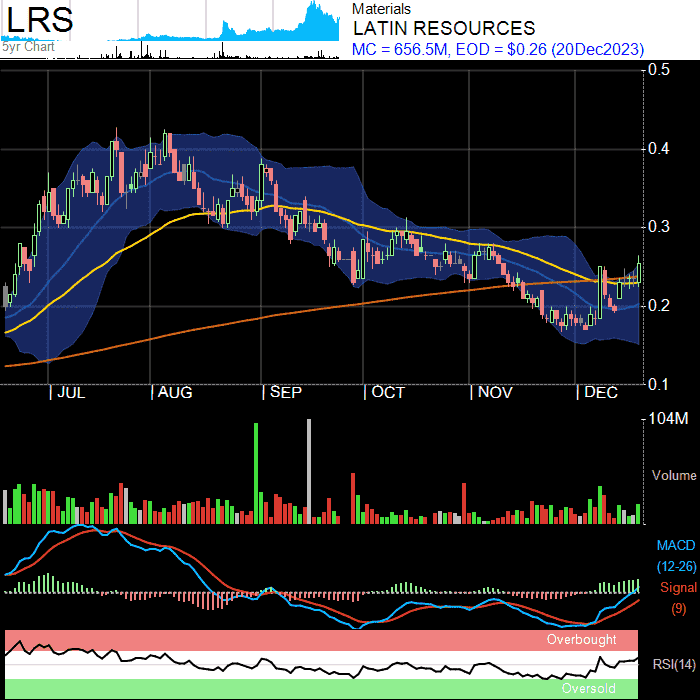 LRS
5yr Chart
Materials
LATIN RESOURCES
MC = 656.5M, EOD = $0.26 (20Dec2023)
0.5
0.4
0.3
0.2
0.1
| JUL | AUG | SEP | OCT | NOV | DEC
104M
Volume
MACD
(12-26)
Signal
(9)
Overbought
RSI(14)
Oversold